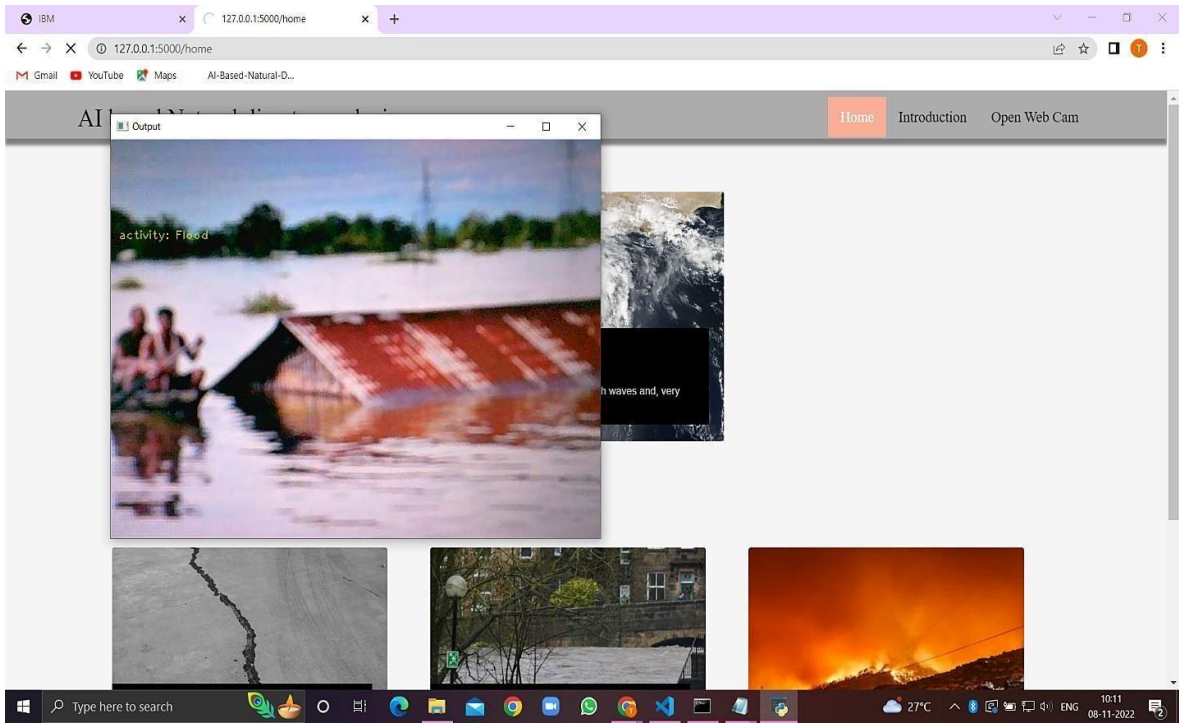 IBM
127.0.0.1:5000/home
127.0.0.1:5000/home
Gmail YouTube Maps AI-Based-Natural-D...
AI
Home Introduction Open Web Cam
Output
activity: Flood
h waves and, very
Type here to search
27°C ENG
10:11
08-11-2022
2
T